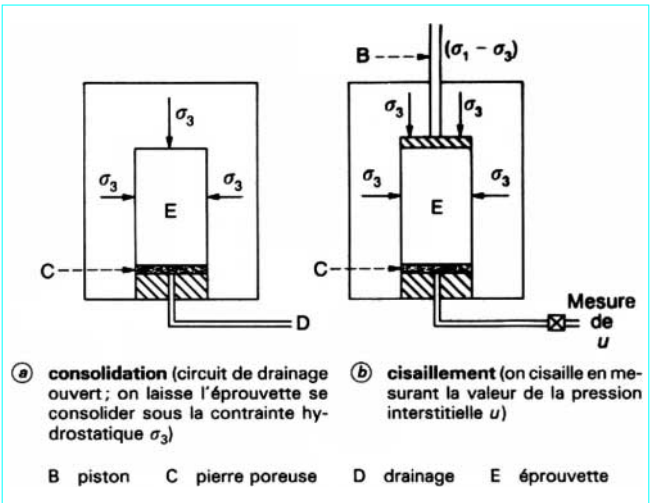 B (σ₁ − σ₃)
σ₃
σ₃ σ₃
σ₃ σ₃
E
σ₃ σ₃
E
C
C
D
Mesure
de
u
ⓐ consolidation (circuit de drainage
ouvert ; on laisse l'éprouvette se
consolider sous la contrainte hy-
drostatique σ₃)
ⓑ cisaillement (on cisaille en me-
surant la valeur de la pression
interstitielle u)
B piston C pierre poreuse D drainage E éprouvette